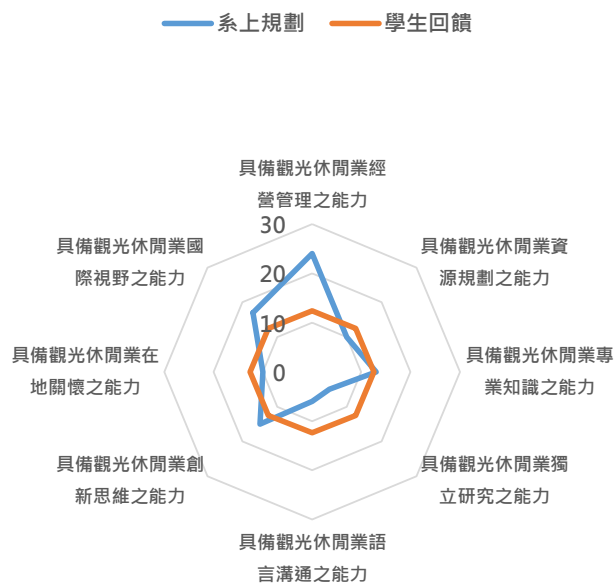 系上規劃 學生回饋
具備觀光休閒業經
營管理之能力
具備觀光休閒業資
源規劃之能力
具備觀光休閒業專
業知識之能力
具備觀光休閒業獨
立研究之能力
具備觀光休閒業語
言溝通之能力
具備觀光休閒業創
新思維之能力
具備觀光休閒業在
地關懷之能力
具備觀光休閒業國
際視野之能力
30
20
10
0